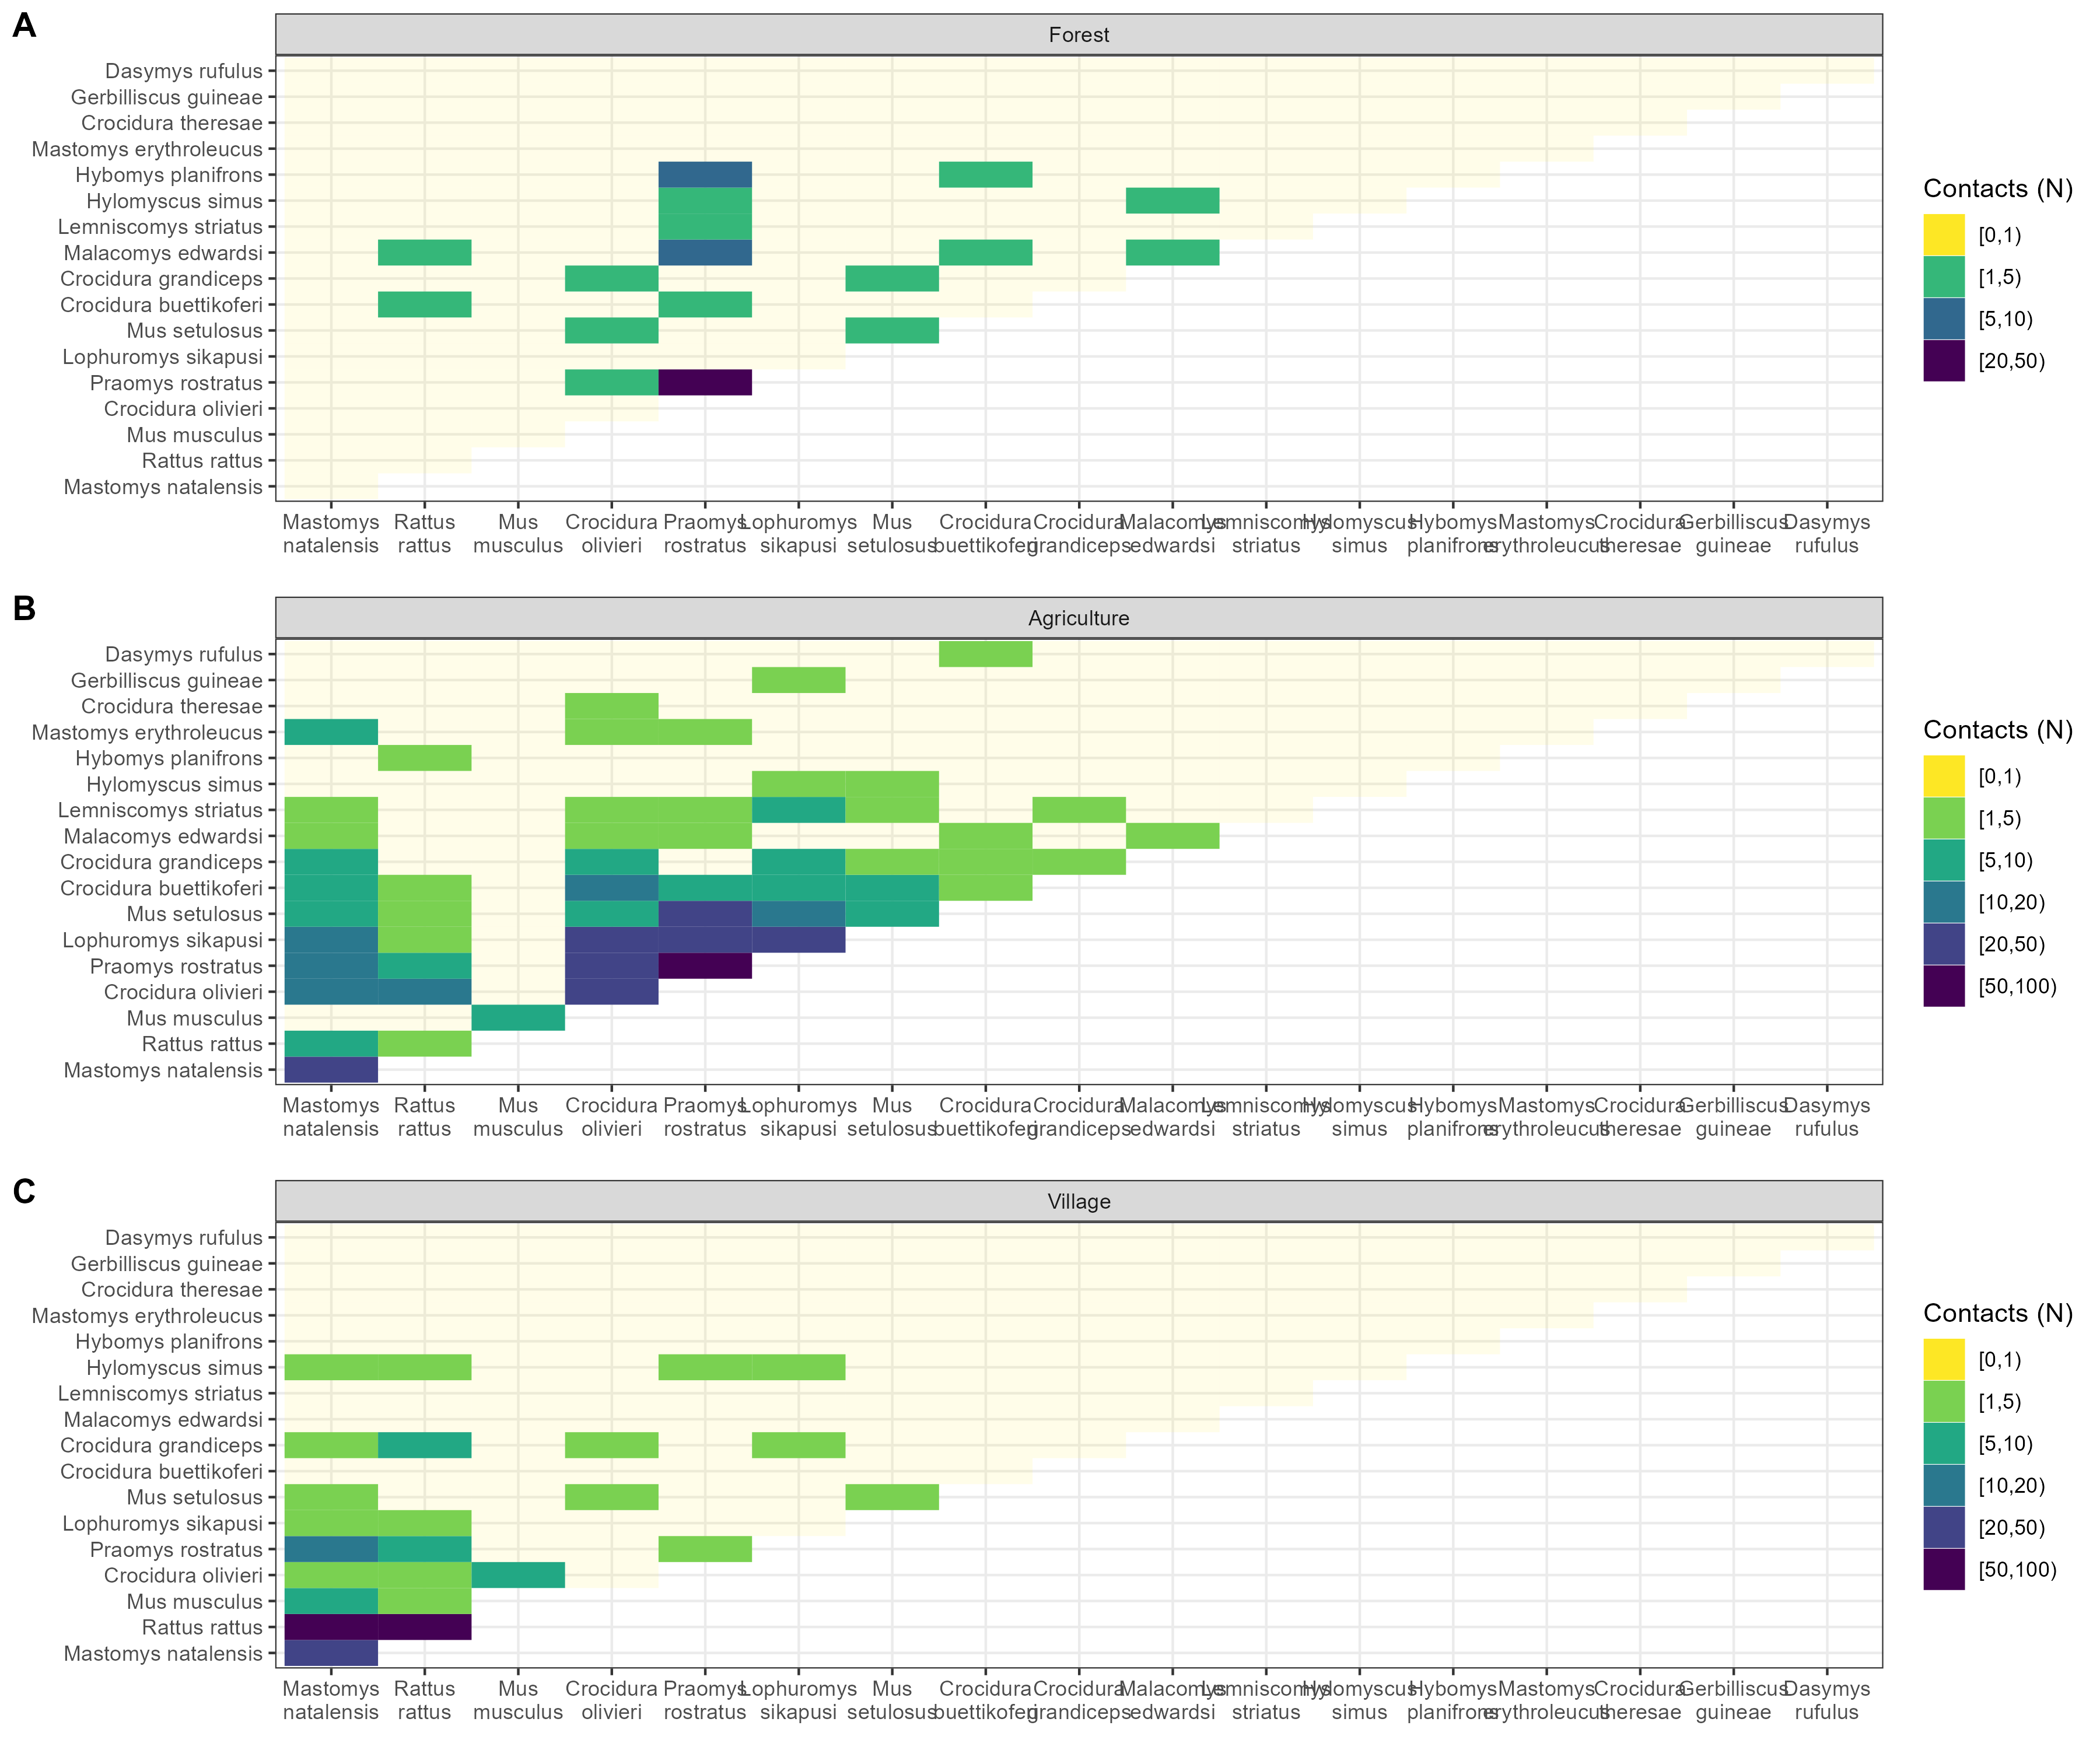 A
Forest
Dasymys rufulus
Gerbilliscus guineae
Crocidura theresae
Mastomys erythroleucus
Hybomys planifrons
Hylomyscus simus
Lemniscomys striatus
Malacomys edwardsi
Crocidura grandiceps
Crocidura buettikoferi
Mus setulosus
Lophuromys sikapusi
Praomys rostratus
Crocidura olivieri
Mus musculus
Rattus rattus
Mastomys natalensis
Mastomys Rattus Mus Crocidura Praomys Lophuromys Mus Crocidura Crocidura Malacomys Lemniscomys Hylomyscus Hybomys Mastomys Crocidura Gerbilliscus Dasymys
natalensis rattus musculus olivieri rostratus sikapusi setulosus buettikoferi grandiceps edwardsi striatus simus planifrons erythroleucus theresae guineae rufulus
Contacts (N)
[0,1)
[1,5)
[5,10)
[20,50)
B
Agriculture
Dasymys rufulus
Gerbilliscus guineae
Crocidura theresae
Mastomys erythroleucus
Hybomys planifrons
Hylomyscus simus
Lemniscomys striatus
Malacomys edwardsi
Crocidura grandiceps
Crocidura buettikoferi
Mus setulosus
Lophuromys sikapusi
Praomys rostratus
Crocidura olivieri
Mus musculus
Rattus rattus
Mastomys natalensis
Mastomys Rattus Mus Crocidura Praomys Lophuromys Mus Crocidura Crocidura Malacomys Lemniscomys Hylomyscus Hybomys Mastomys Crocidura Gerbilliscus Dasymys
natalensis rattus musculus olivieri rostratus sikapusi setulosus buettikoferi grandiceps edwardsi striatus simus planifrons erythroleucus theresae guineae rufulus
Contacts (N)
[0,1)
[1,5)
[5,10)
[10,20)
[20,50)
[50,100)
C
Village
Dasymys rufulus
Gerbilliscus guineae
Crocidura theresae
Mastomys erythroleucus
Hybomys planifrons
Hylomyscus simus
Lemniscomys striatus
Malacomys edwardsi
Crocidura grandiceps
Crocidura buettikoferi
Mus setulosus
Lophuromys sikapusi
Praomys rostratus
Crocidura olivieri
Mus musculus
Rattus rattus
Mastomys natalensis
Mastomys Rattus Mus Crocidura Praomys Lophuromys Mus Crocidura Crocidura Malacomys Lemniscomys Hylomyscus Hybomys Mastomys Crocidura Gerbilliscus Dasymys
natalensis rattus musculus olivieri rostratus sikapusi setulosus buettikoferi grandiceps edwardsi striatus simus planifrons erythroleucus theresae guineae rufulus
Contacts (N)
[0,1)
[1,5)
[5,10)
[10,20)
[20,50)
[50,100)